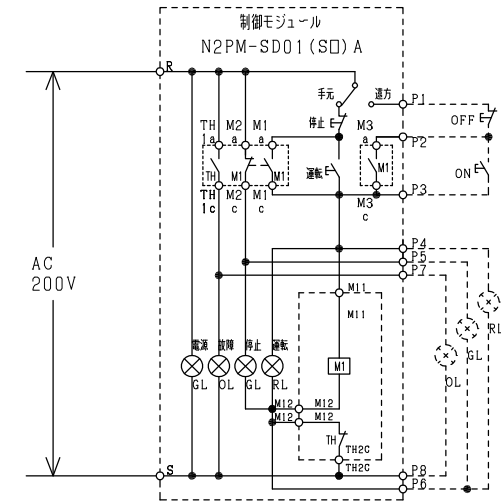 制御モジュール
N2PM-SD01(S□)A
R
手元
遠方
P1
停止
OFF
TH M2 M1
M3
1a a a
a
P2
運転
ON
TH
M1
M1
M1
TH M2 M1
1c c c
M3
c
P3
P4
P5
P7
AC
200V
M11
M11
RL
GL
OL
電源 故障 停止 運転
GL OL GL RL
M1
M12 M12
M12 M12
TH
TH2C
TH2C
S
P8
P6